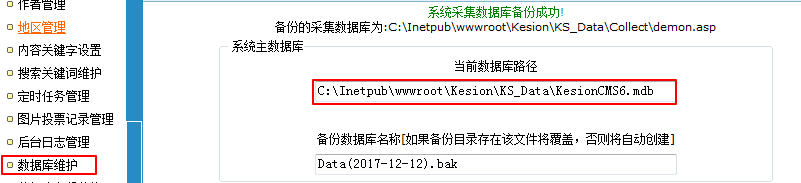 作者管理
地区管理
内容关键字设置
搜索关键词维护
定时任务管理
图片投票记录管理
后台日志管理
数据库维护
系统采集数据库备份成功!
备份的采集数据库为:C:\Inetpub\wwwroot\Kesion\KS_Data\Collect\demon.asp
系统主数据库
当前数据库路径
C:\Inetpub\wwwroot\Kesion\KS_Data\KesionCMS6.mdb
备份数据库名称[如果备份目录存在该文件将覆盖，否则将自动创建]
Data(2017-12-12).bak